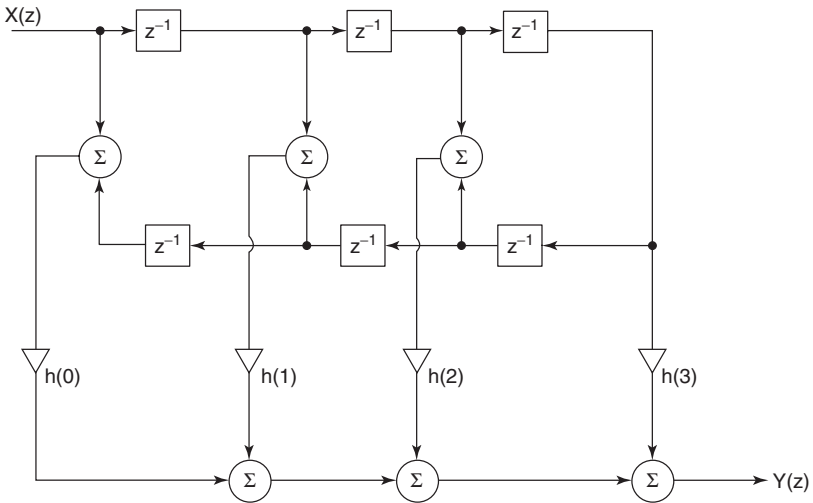 X(z)
z⁻¹ z⁻¹ z⁻¹
Σ Σ Σ
z⁻¹ z⁻¹ z⁻¹
h(0) h(1) h(2) h(3)
Σ Σ Σ Y(z)